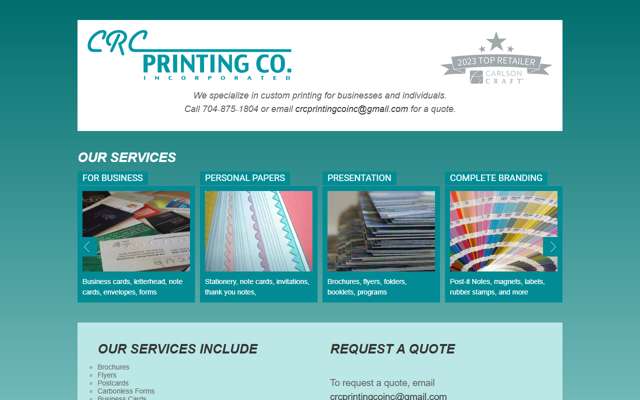 CRC
PRINTING CO.
INCORPORATED
2023 TOP RETAILER
CARLSON
CRAFT
We specialize in custom printing for businesses and individuals.
Call 704-875-1804 or email crcprintingcoinc@gmail.com for a quote.
OUR SERVICES
FOR BUSINESS
PERSONAL PAPERS
PRESENTATION
COMPLETE BRANDING
Business cards, letterhead, note
cards, envelopes, forms
Stationery, note cards, invitations,
thank you notes,
Brochures, flyers, folders,
booklets, programs
Post-it Notes, magnets, labels,
rubber stamps, and more
OUR SERVICES INCLUDE
Brochures
Flyers
Postcards
Carbonless Forms
Business Cards
REQUEST A QUOTE
To request a quote, email
crcprintingcoinc@gmail.com